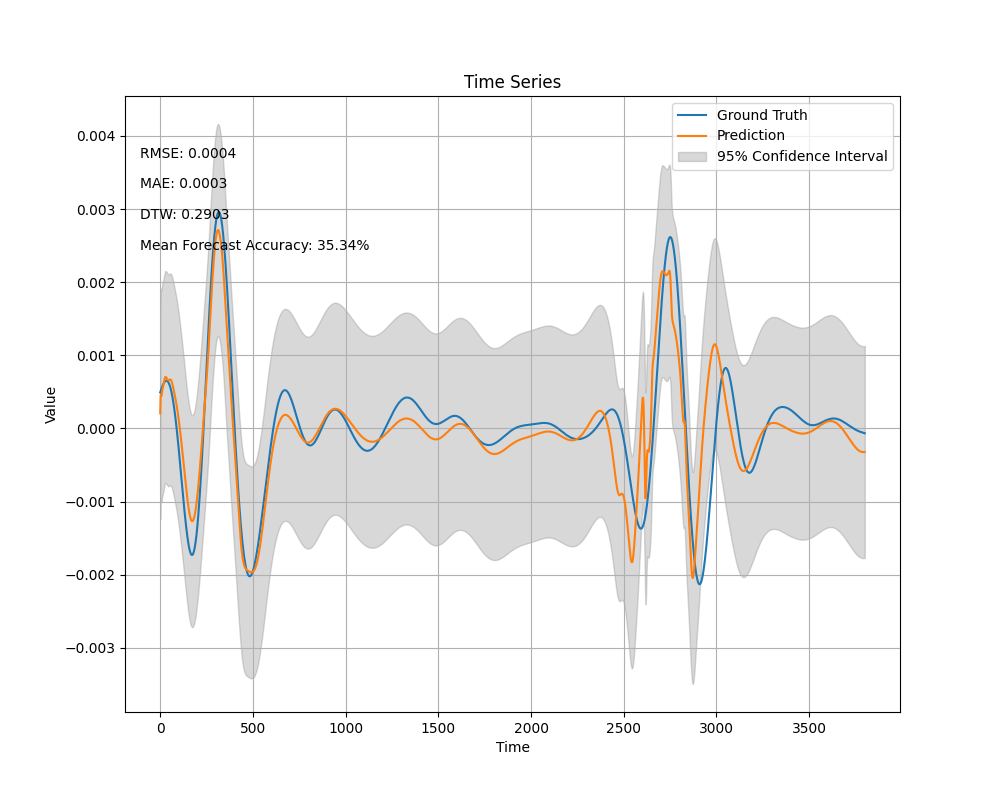 Time Series
Ground Truth
Prediction
95% Confidence Interval
RMSE: 0.0004
MAE: 0.0003
DTW: 0.2903
Mean Forecast Accuracy: 35.34%
Value
0.004
0.003
0.002
0.001
0.000
−0.001
−0.002
−0.003
0 500 1000 1500 2000 2500 3000 3500
Time